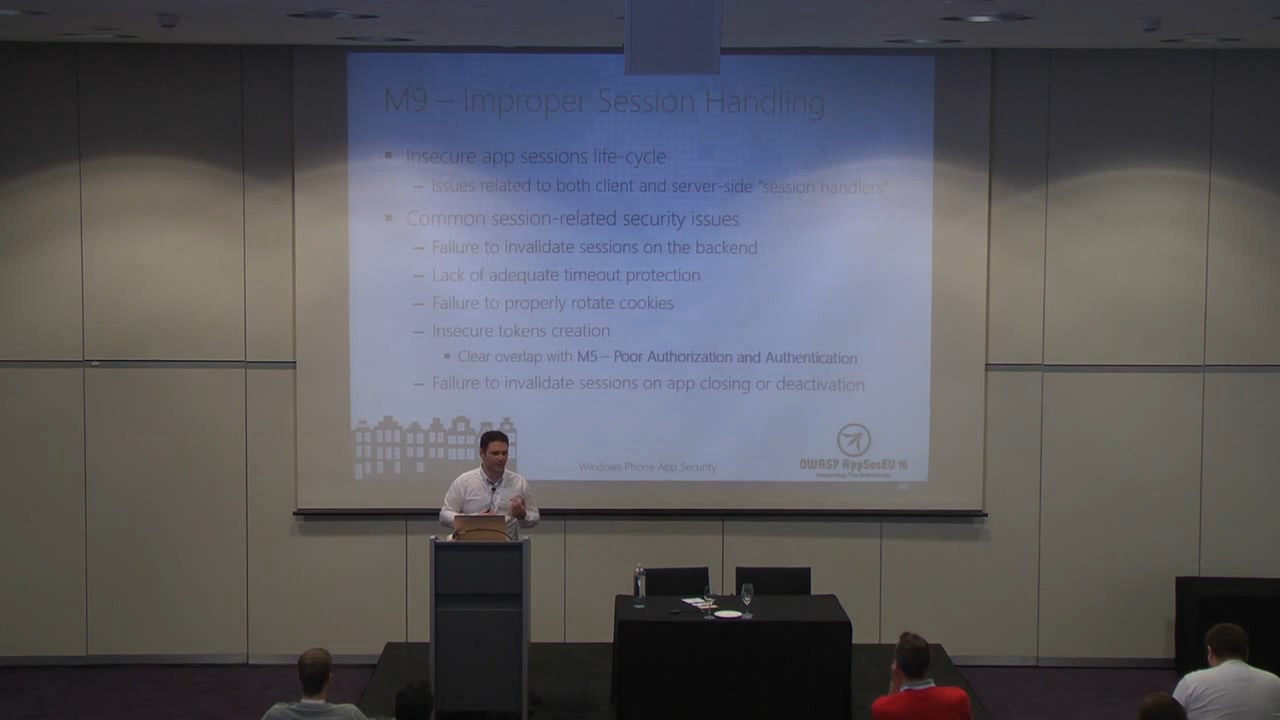 M9 – Improper Session Handling
▪ Insecure app sessions life-cycle
– Issues related to both client and server-side "session handlers"
▪ Common session-related security issues
– Failure to invalidate sessions on the backend
– Lack of adequate timeout protection
– Failure to properly rotate cookies
– Insecure tokens creation
▪ Clear overlap with M5 – Poor Authorization and Authentication
– Failure to invalidate sessions on app closing or deactivation
Windows Phone App Security
OWASP AppSecEU 15
Amsterdam, The Netherlands